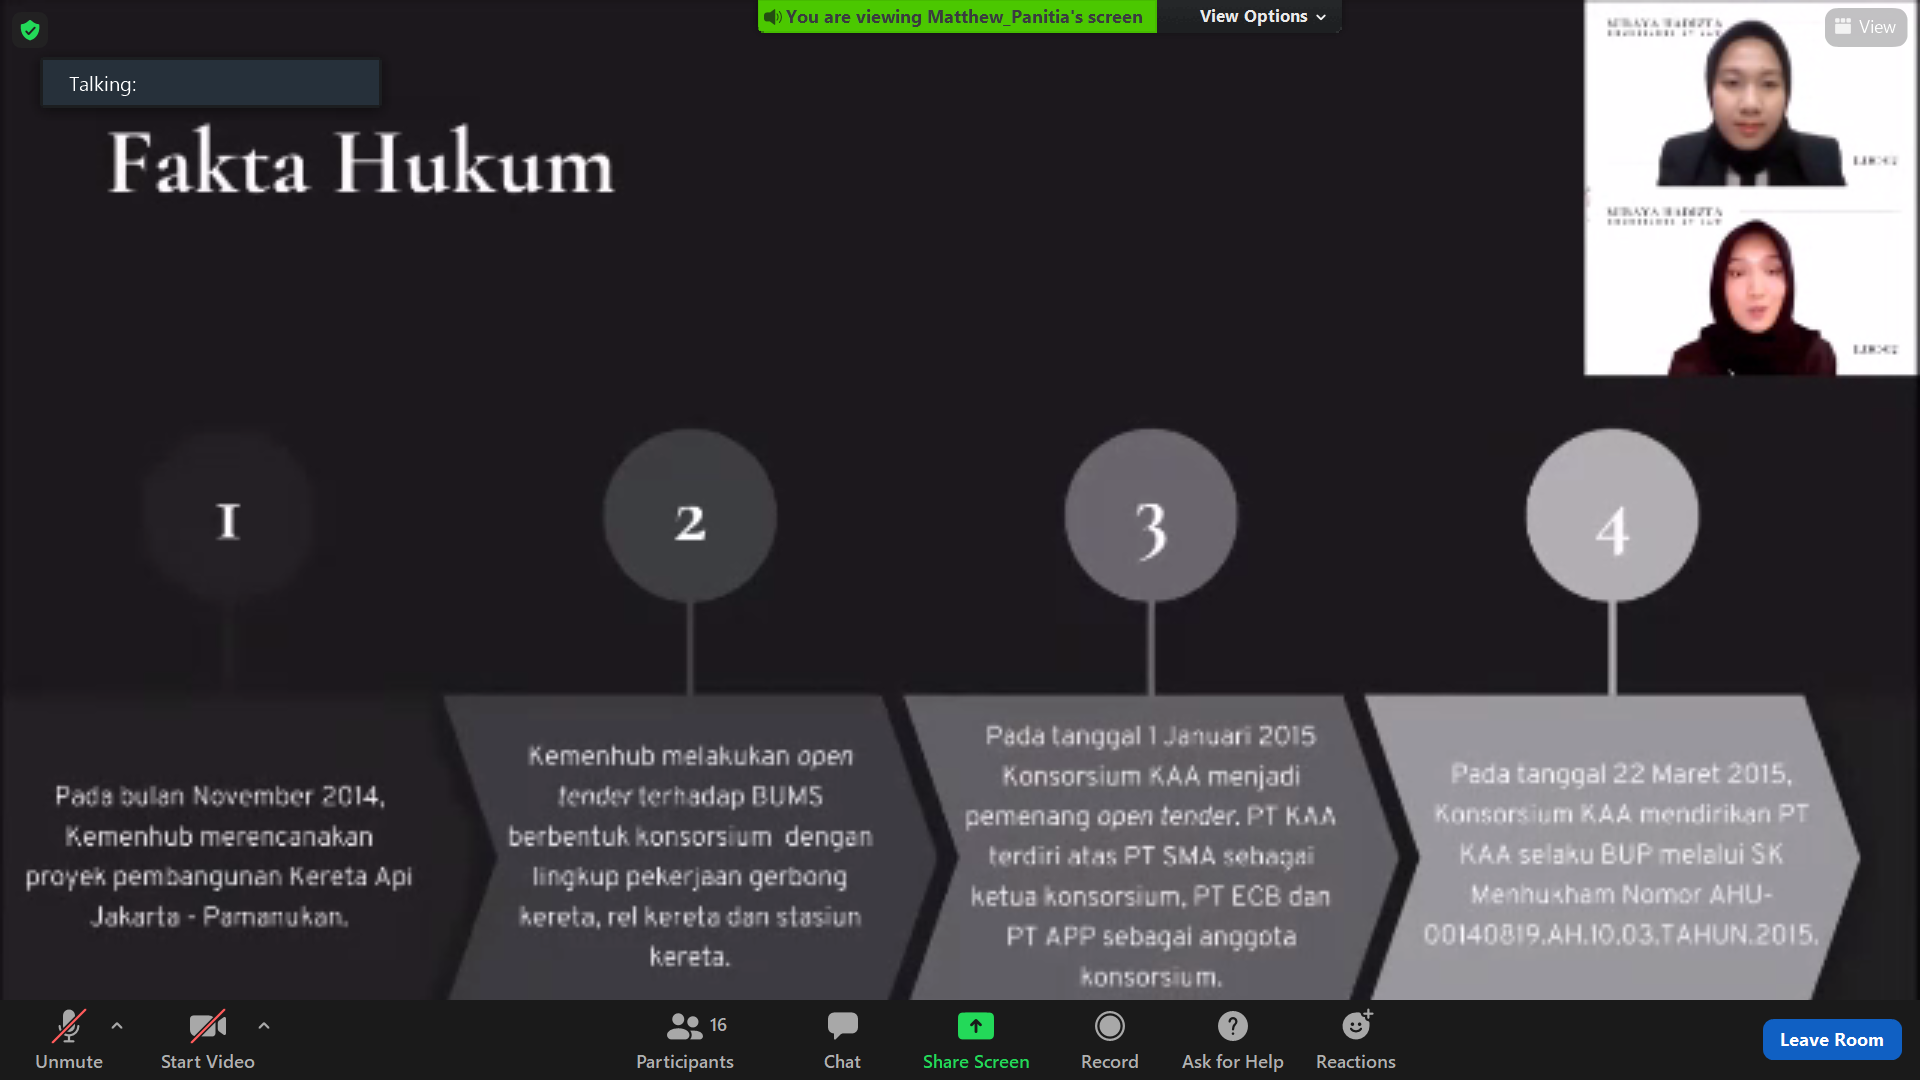 You are viewing Matthew_Panitia's screen
View Options
View
Talking:
Fakta Hukum
1
2
3
4
Pada bulan November 2014,
Kemenhub merencanakan
proyek pembangunan Kereta Api
Jakarta - Pamanukan.
Kemenhub melakukan open
tender terhadap BUMS
berbentuk konsorsium dengan
lingkup pekerjaan gerbong
kereta, rel kereta dan stasiun
kereta.
Pada tanggal 1 Januari 2015
Konsorsium KAA menjadi
pemenang open tender. PT KAA
terdiri atas PT SMA sebagai
ketua konsorsium, PT ECB dan
PT APP sebagai anggota
konsorsium.
Pada tanggal 22 Maret 2015,
Konsorsium KAA mendirikan PT
KAA selaku BUP melalui SK
Menhukham Nomor AHU-
00140819.AH.10.03.TAHUN.2015.
Unmute
Start Video
16
Participants
Chat
Share Screen
Record
Ask for Help
Reactions
Leave Room